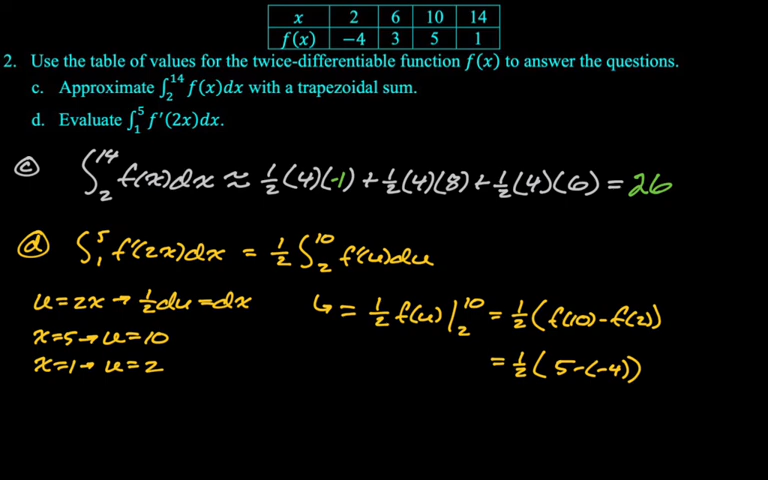 x 2 6 10 14
f(x) −4 3 5 1
2. Use the table of values for the twice-differentiable function f(x) to answer the questions.
c. Approximate ∫₂¹⁴ f(x)dx with a trapezoidal sum.
d. Evaluate ∫₁⁵ f′(2x)dx.
ⓒ ∫₂¹⁴ f(x)dx ≈ ½(4)(-1) + ½(4)(8) + ½(4)(6) = 26
ⓓ ∫₁⁵ f′(2x)dx = ½ ∫₂¹⁰ f′(u)du
u = 2x → ½du = dx ↳ = ½ f(u)|₂¹⁰ = ½(f(10) - f(2))
x = 5 → u = 10
x = 1 → u = 2 = ½(5-(-4))